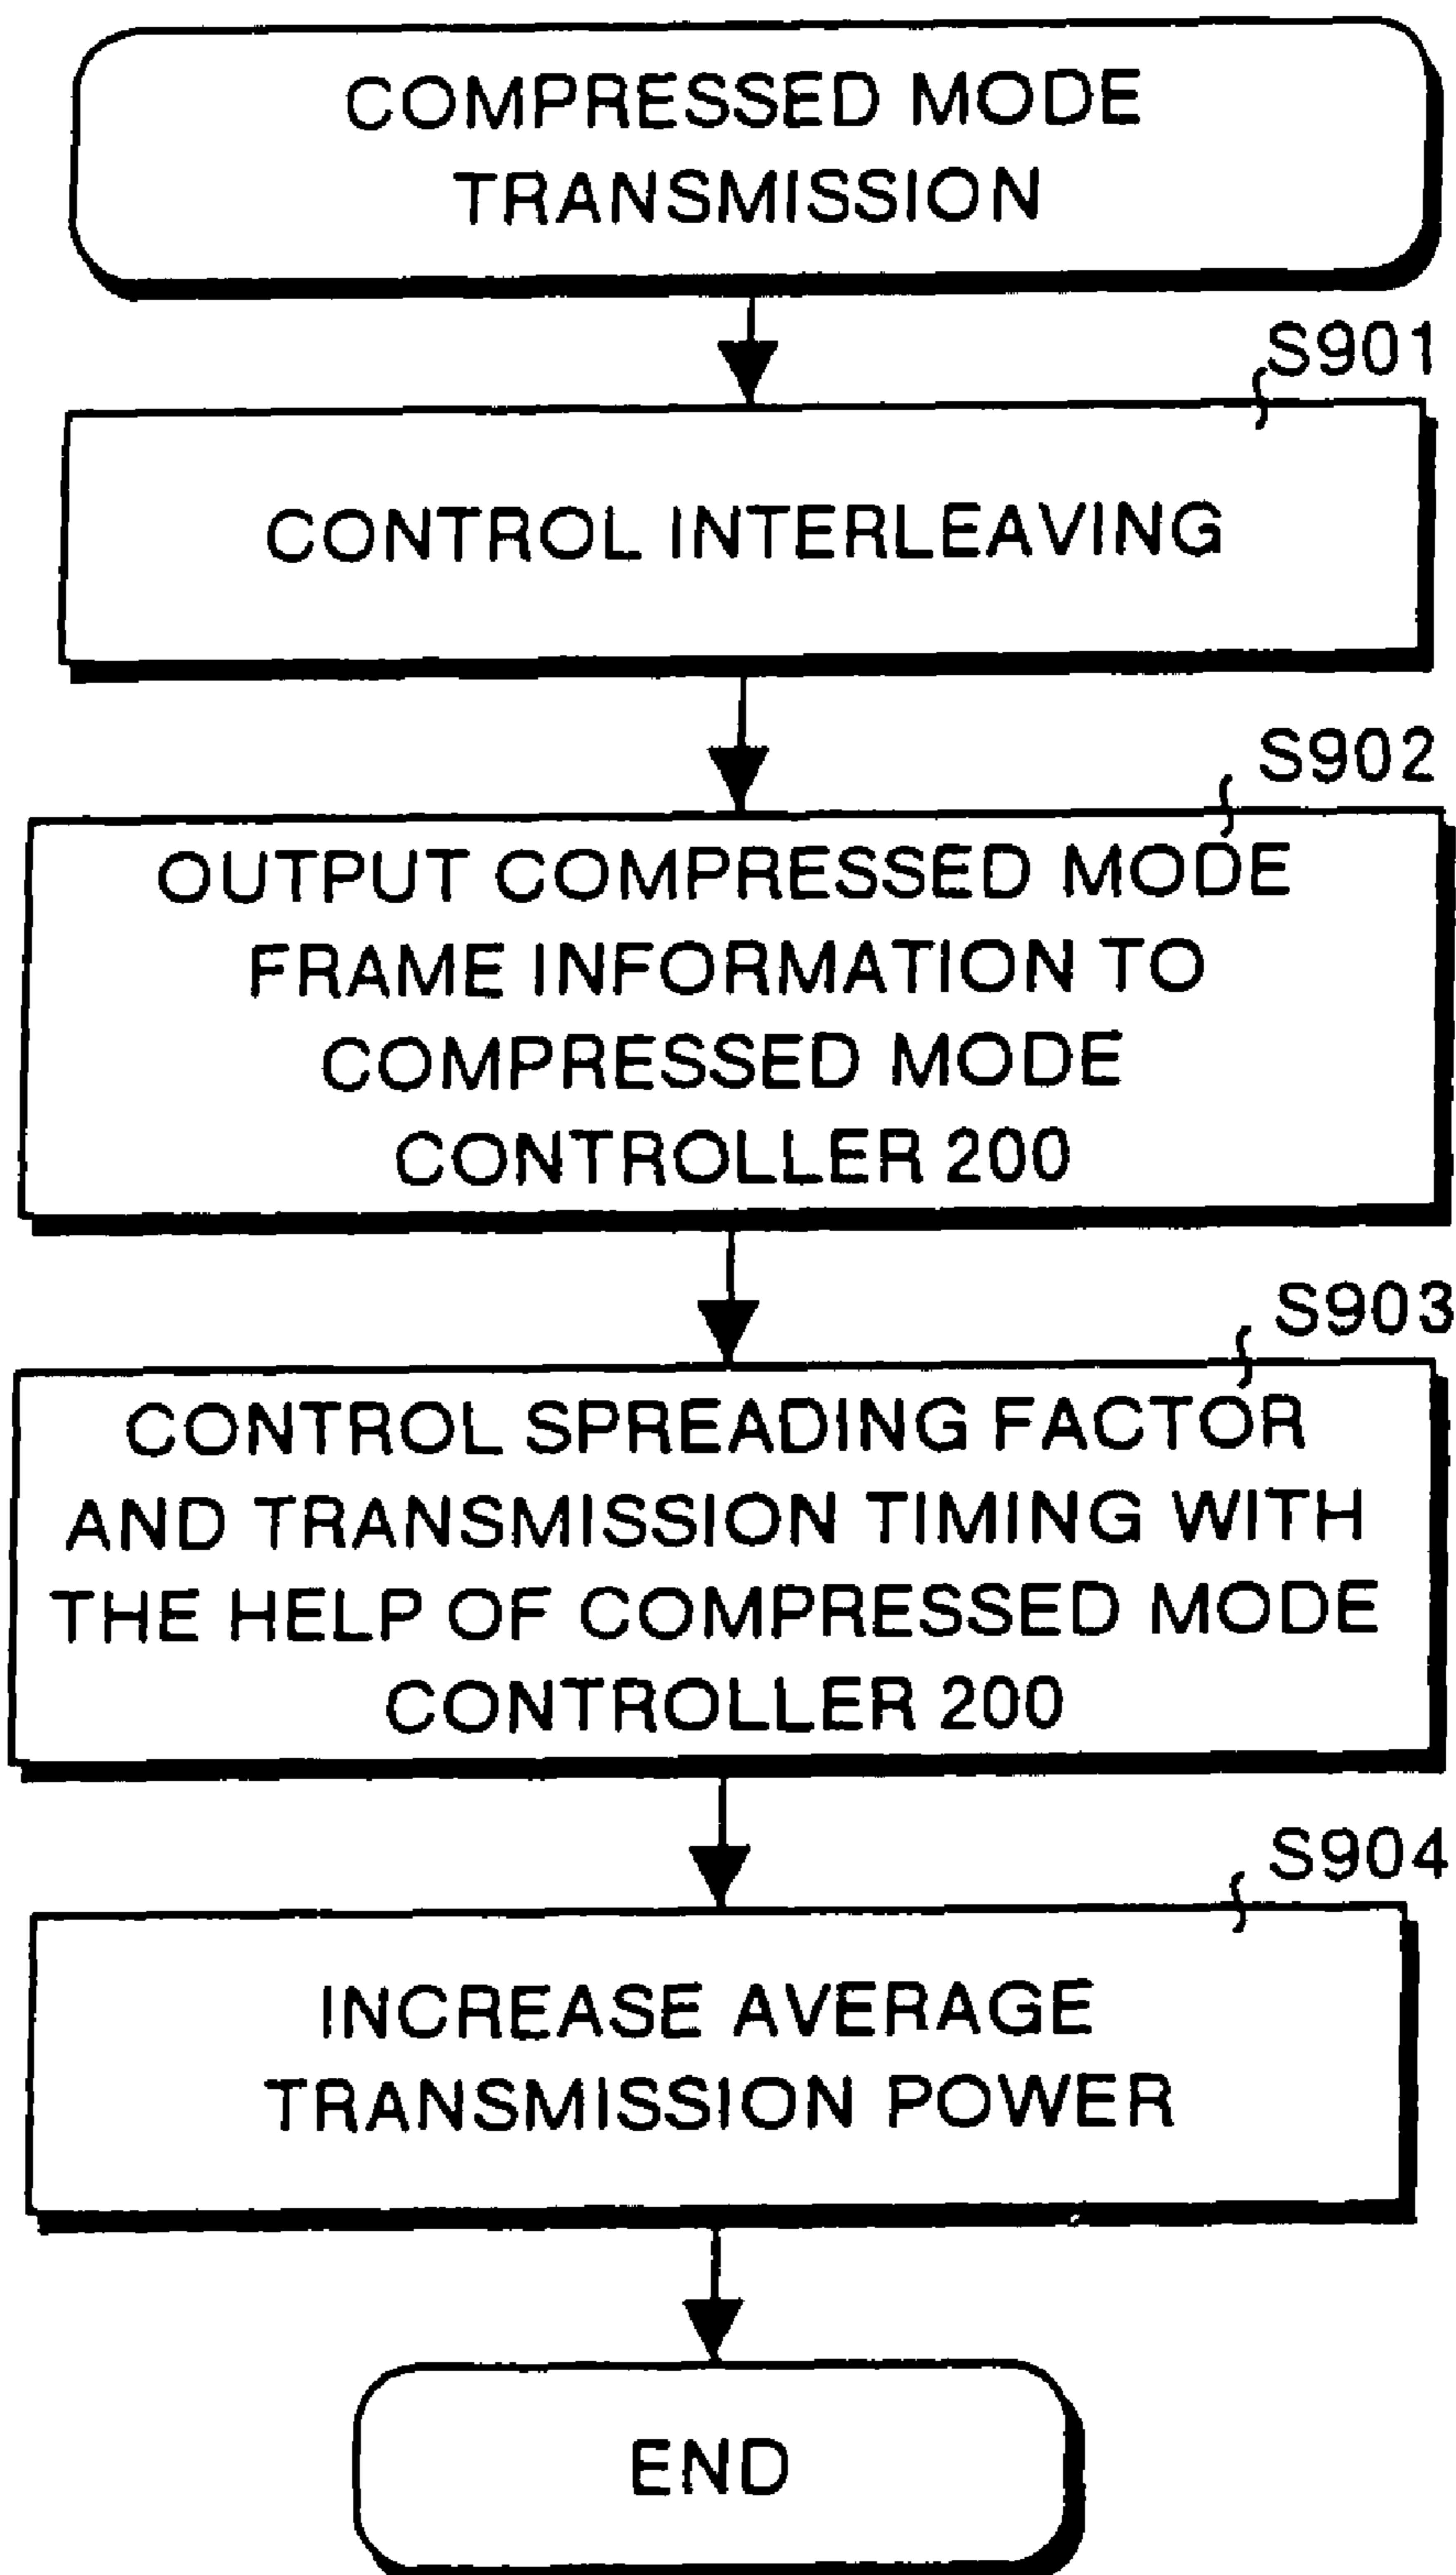 COMPRESSED MODE
TRANSMISSION
S901
CONTROL INTERLEAVING
S902
OUTPUT COMPRESSED MODE
FRAME INFORMATION TO
COMPRESSED MODE
CONTROLLER 200
S903
CONTROL SPREADING FACTOR
AND TRANSMISSION TIMING WITH
THE HELP OF COMPRESSED MODE
CONTROLLER 200
S904
INCREASE AVERAGE
TRANSMISSION POWER
END